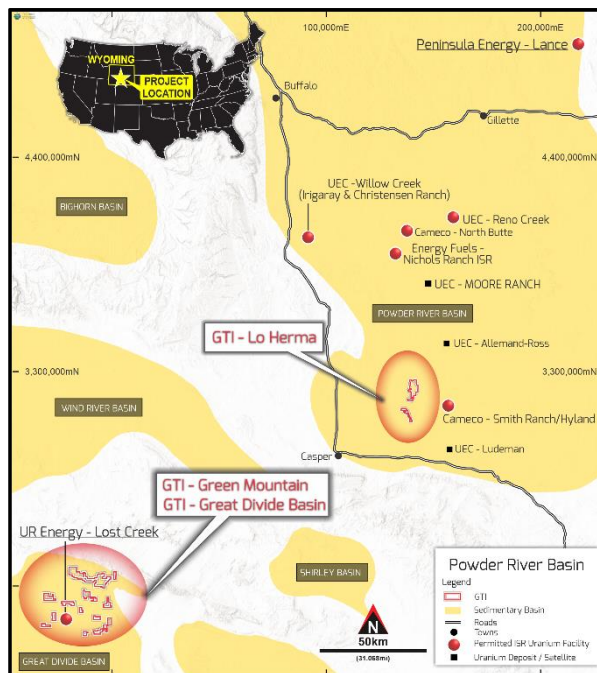 WYOMING
PROJECT
LOCATION
100,000mE
200,000mE
Peninsula Energy - Lance
Buffalo
Gillette
4,400,000mN
4,400,000mN
UEC -Willow Creek
(Irigaray & Christensen Ranch)
BIGHORN BASIN
UEC - Reno Creek
Cameco - North Butte
Energy Fuels -
Nichols Ranch ISR
UEC - MOORE RANCH
POWDER RIVER
BASIN
GTI - Lo Herma
UEC - Allemand-Ross
3,300,000mN
3,300,000mN
WIND RIVER BASIN
Cameco - Smith Ranch/Hyland
Casper
UEC - Ludeman
GTI - Green Mountain
GTI - Great Divide Basin
UR Energy - Lost Creek
SHIRLEY BASIN
GREAT DIVIDE BASIN
N
50km
(31.068mi)
Powder River Basin
Legend
GTI
Sedimentary Basin
Roads
Towns
Permitted ISR Uranium Facility
Uranium Deposit / Satellite